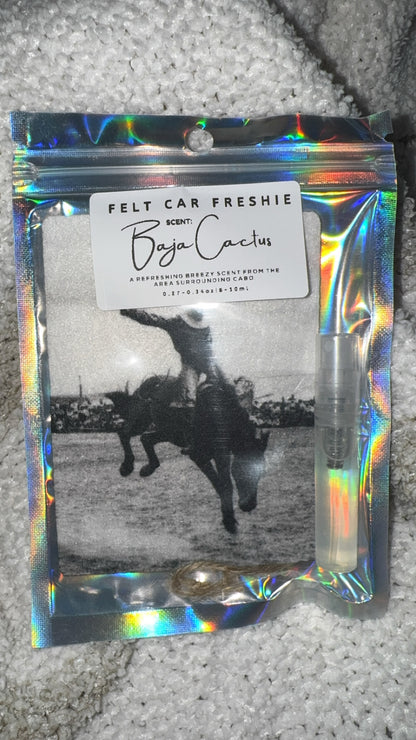 FELT CAR FRESHIE
SCENT:
Baja Cactus
A REFRESHING BREEZY SCENT FROM THE
AREA SURROUNDING CABO
0.27-0.34oz|8-10mL